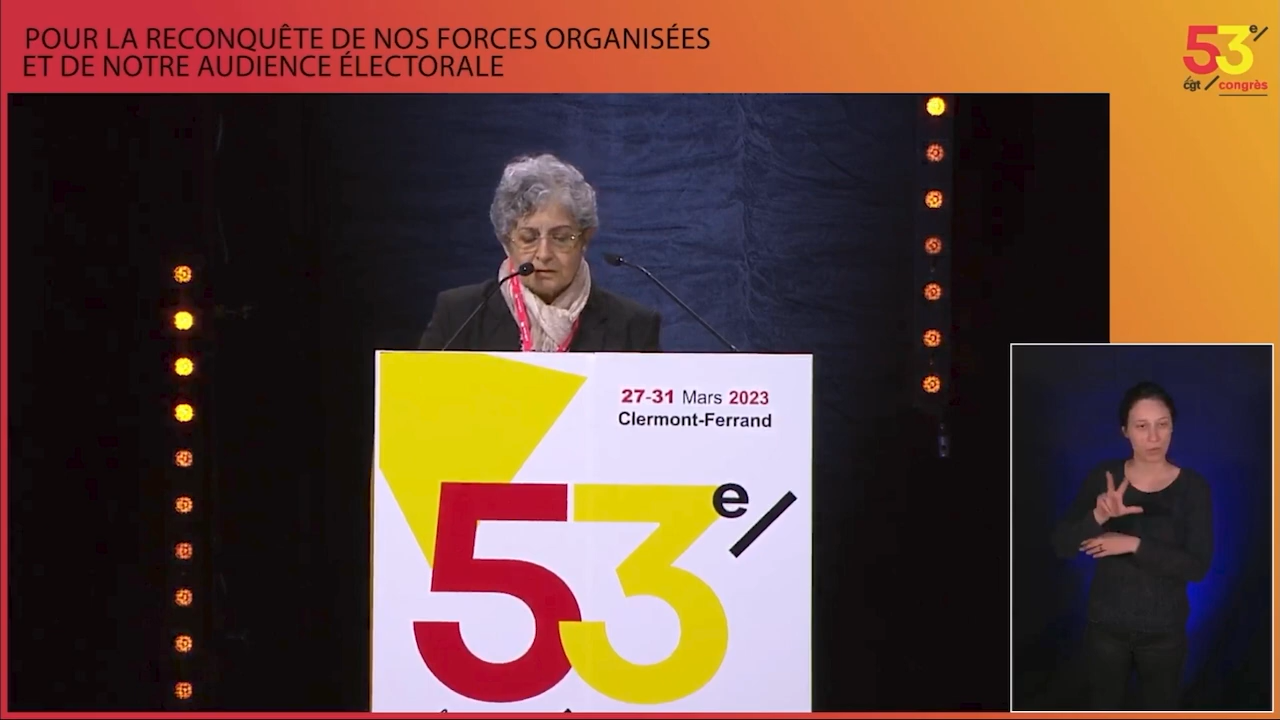 POUR LA RECONQUÊTE DE NOS FORCES ORGANISÉES
ET DE NOTRE AUDIENCE ÉLECTORALE
53e/
la cgt / congrès
27-31 Mars 2023
Clermont-Ferrand
53e/